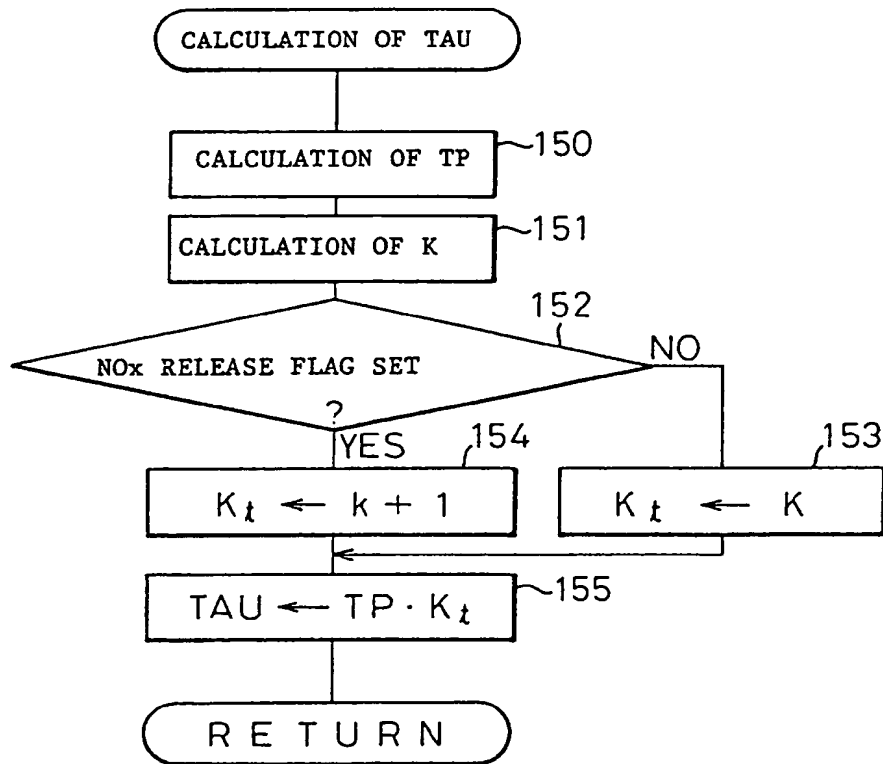 CALCULATION OF TAU
CALCULATION OF TP
150
CALCULATION OF K
151
152
NOx RELEASE FLAG SET
?
NO
YES
154
Kt ← k + 1
153
Kt ← K
TAU ← TP · Kt
155
RETURN